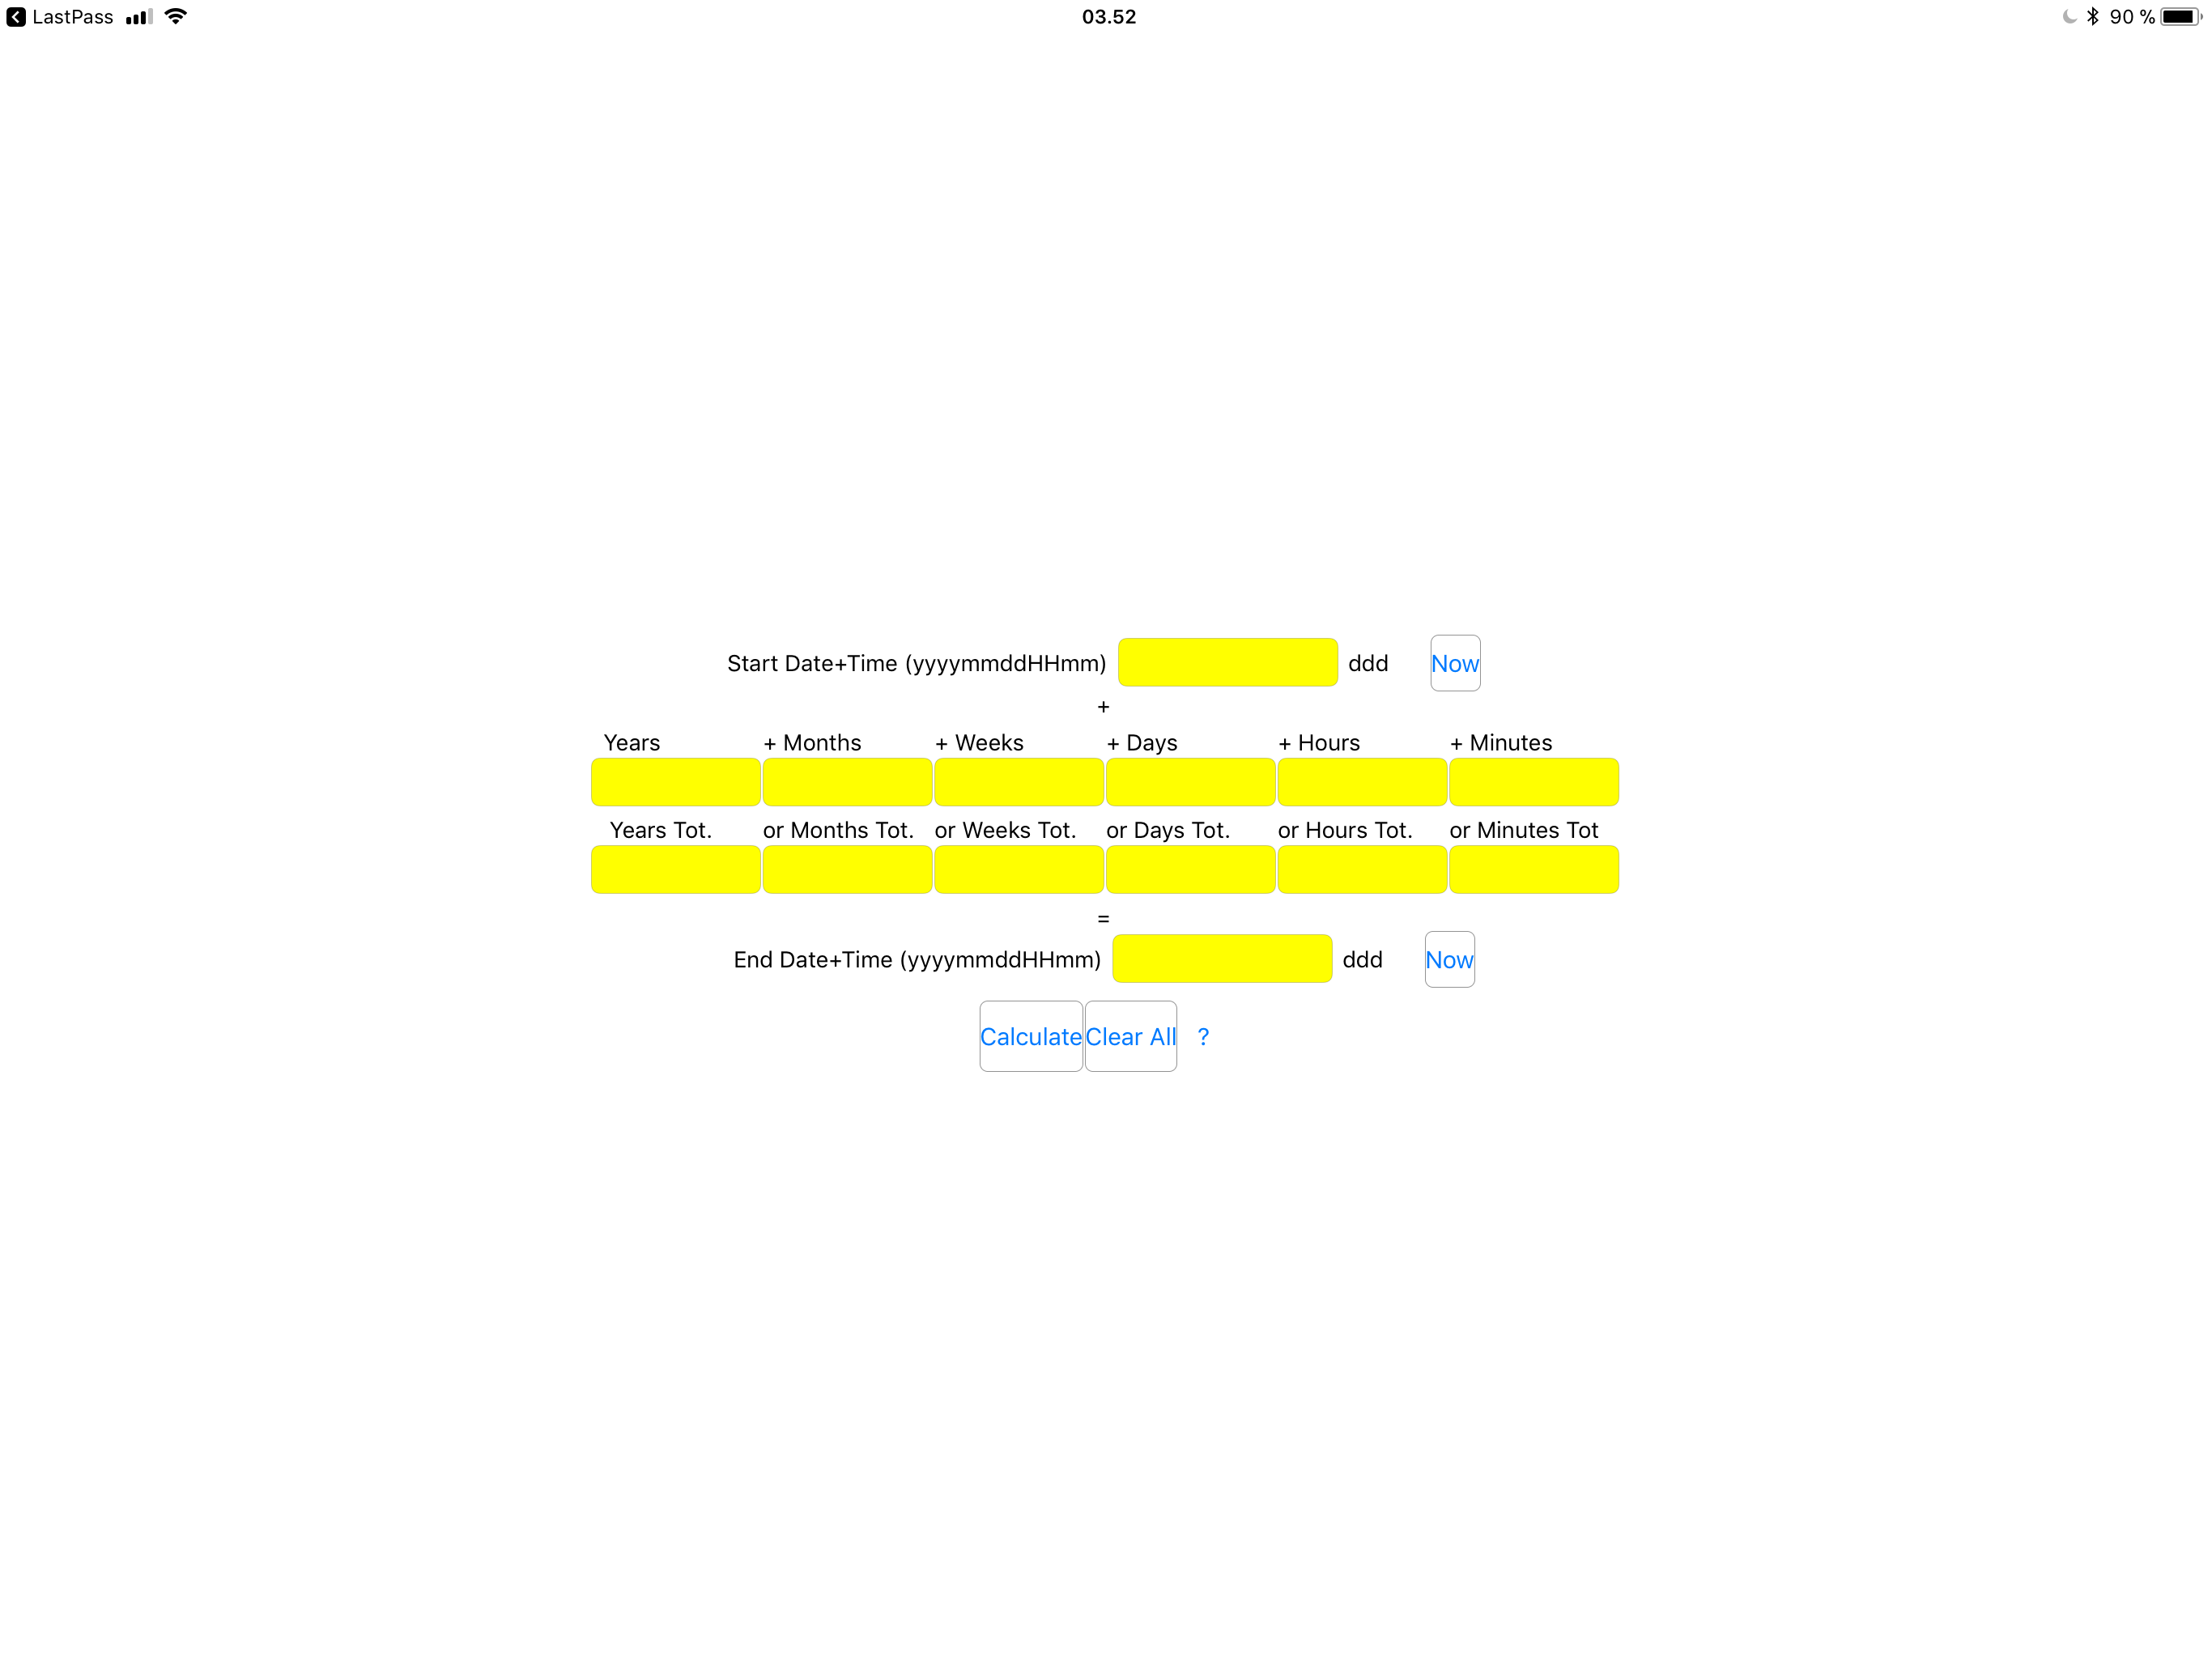 LastPass 03.52 90 %
Start Date+Time (yyyymmddHHmm) ddd Now
+
Years + Months + Weeks + Days + Hours + Minutes
Years Tot. or Months Tot. or Weeks Tot. or Days Tot. or Hours Tot. or Minutes Tot
=
End Date+Time (yyyymmddHHmm) ddd Now
Calculate Clear All ?